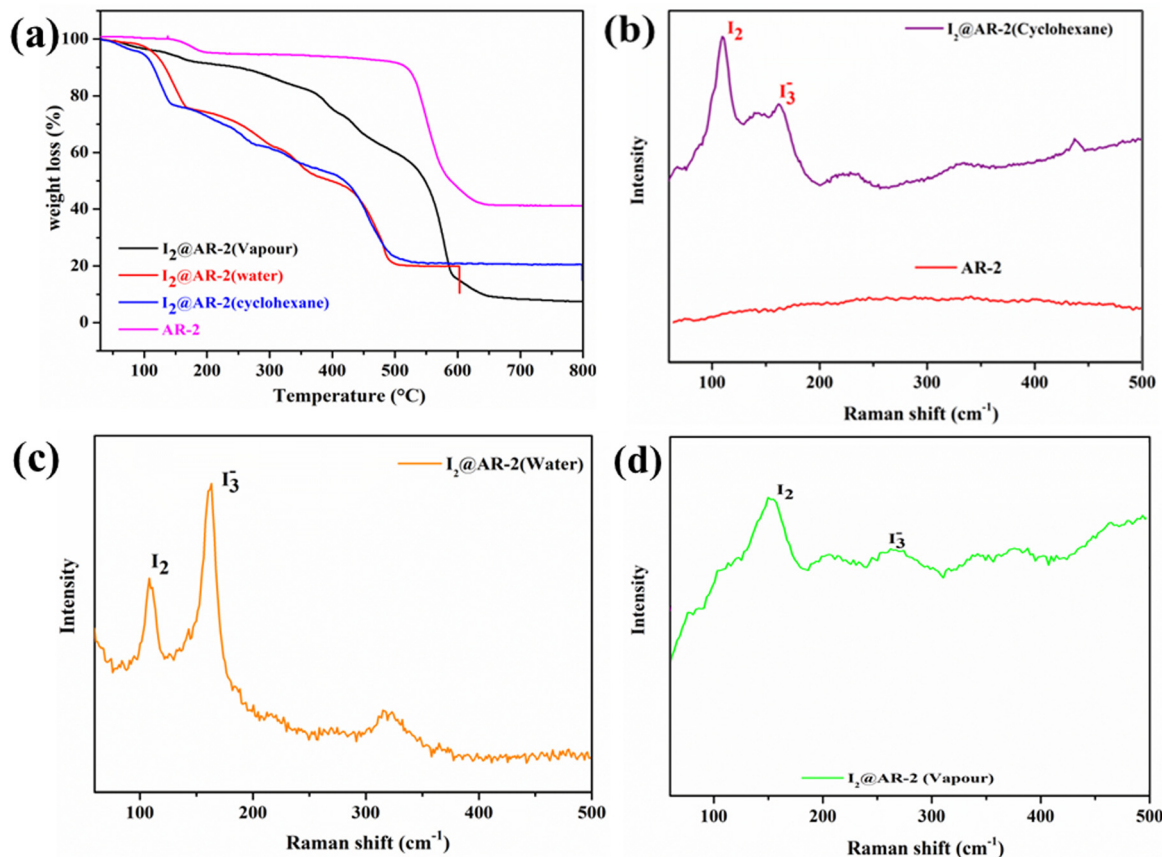 (a)
100
80
60
40
20
0
weight loss (%)
I₂@AR-2(Vapour)
I₂@AR-2(water)
I₂@AR-2(cyclohexane)
AR-2
100 200 300 400 500 600 700 800
Temperature (°C)
(b)
I₂@AR-2(Cyclohexane)
I₂
I₃⁻
AR-2
Intensity
100 200 300 400 500
Raman shift (cm⁻¹)
(c)
I₂@AR-2(Water)
I₃⁻
I₂
Intensity
100 200 300 400 500
Raman shift (cm⁻¹)
(d)
I₂
I₃⁻
I₂@AR-2 (Vapour)
Intensity
100 200 300 400 500
Raman shift (cm⁻¹)